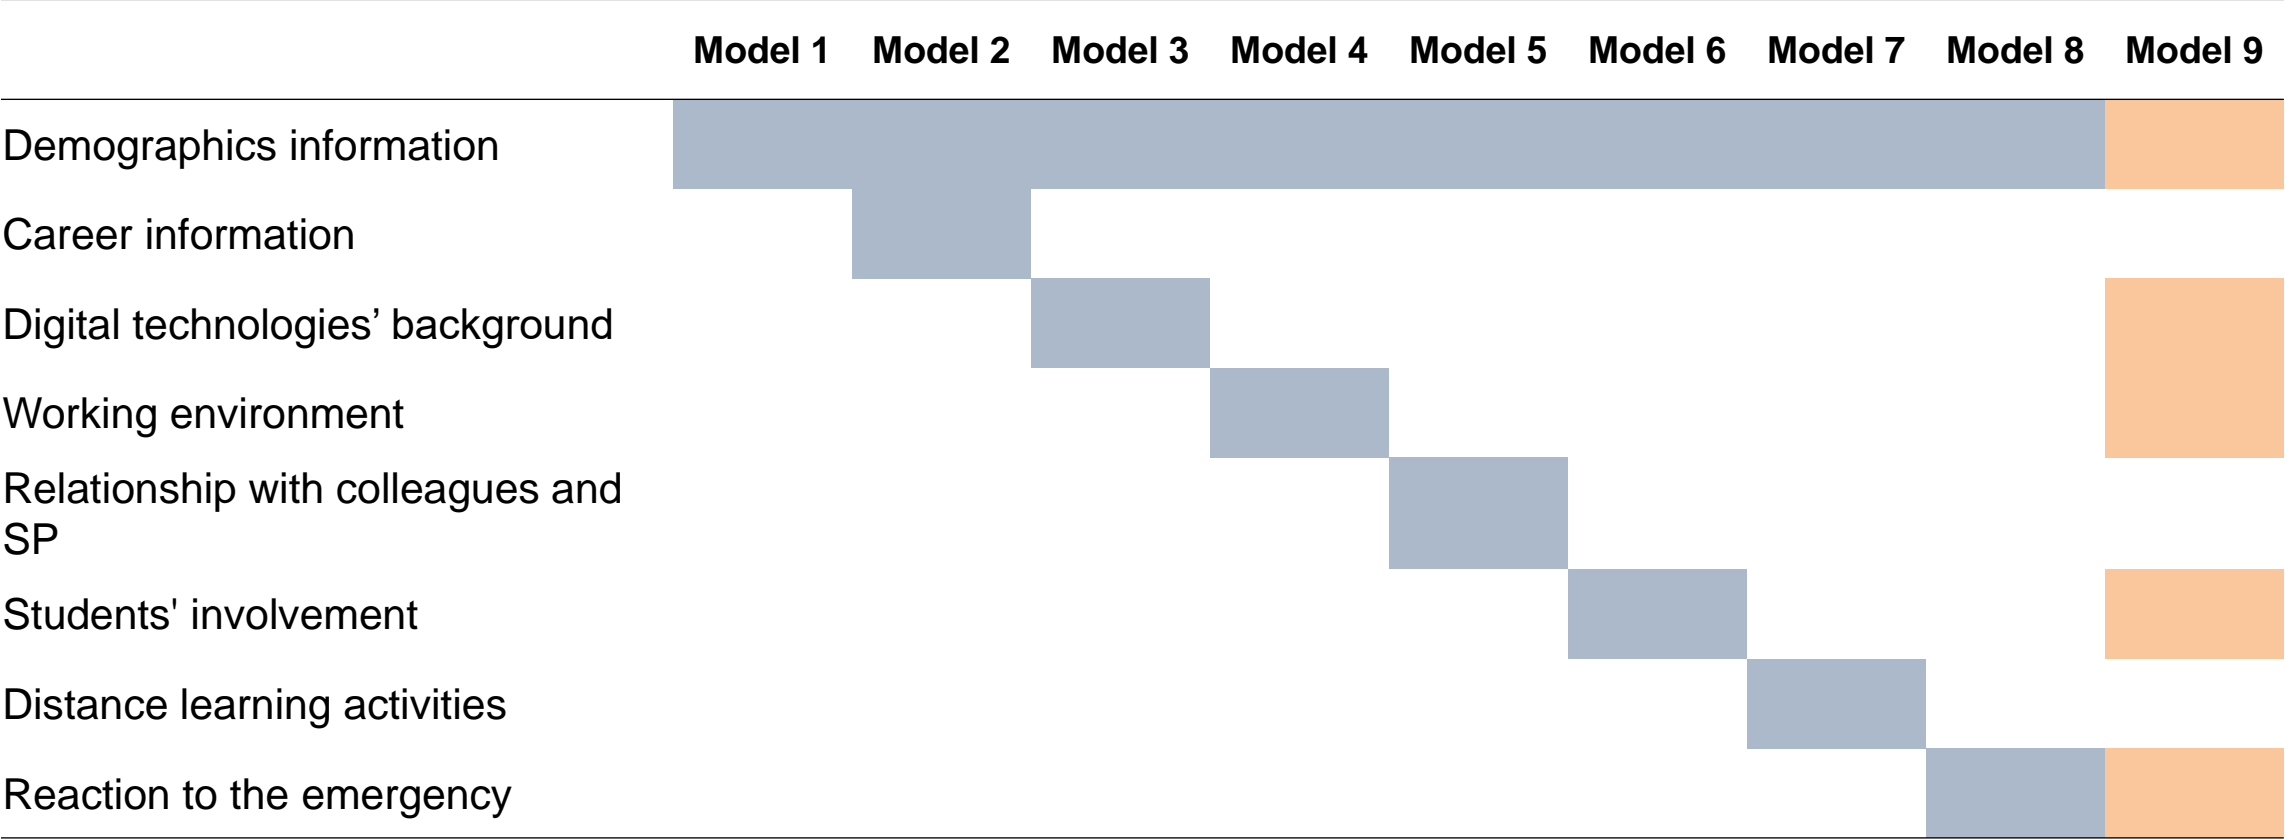 Model 1 Model 2 Model 3 Model 4 Model 5 Model 6 Model 7 Model 8 Model 9
Demographics information
Career information
Digital technologies’ background
Working environment
Relationship with colleagues and
SP
Students' involvement
Distance learning activities
Reaction to the emergency